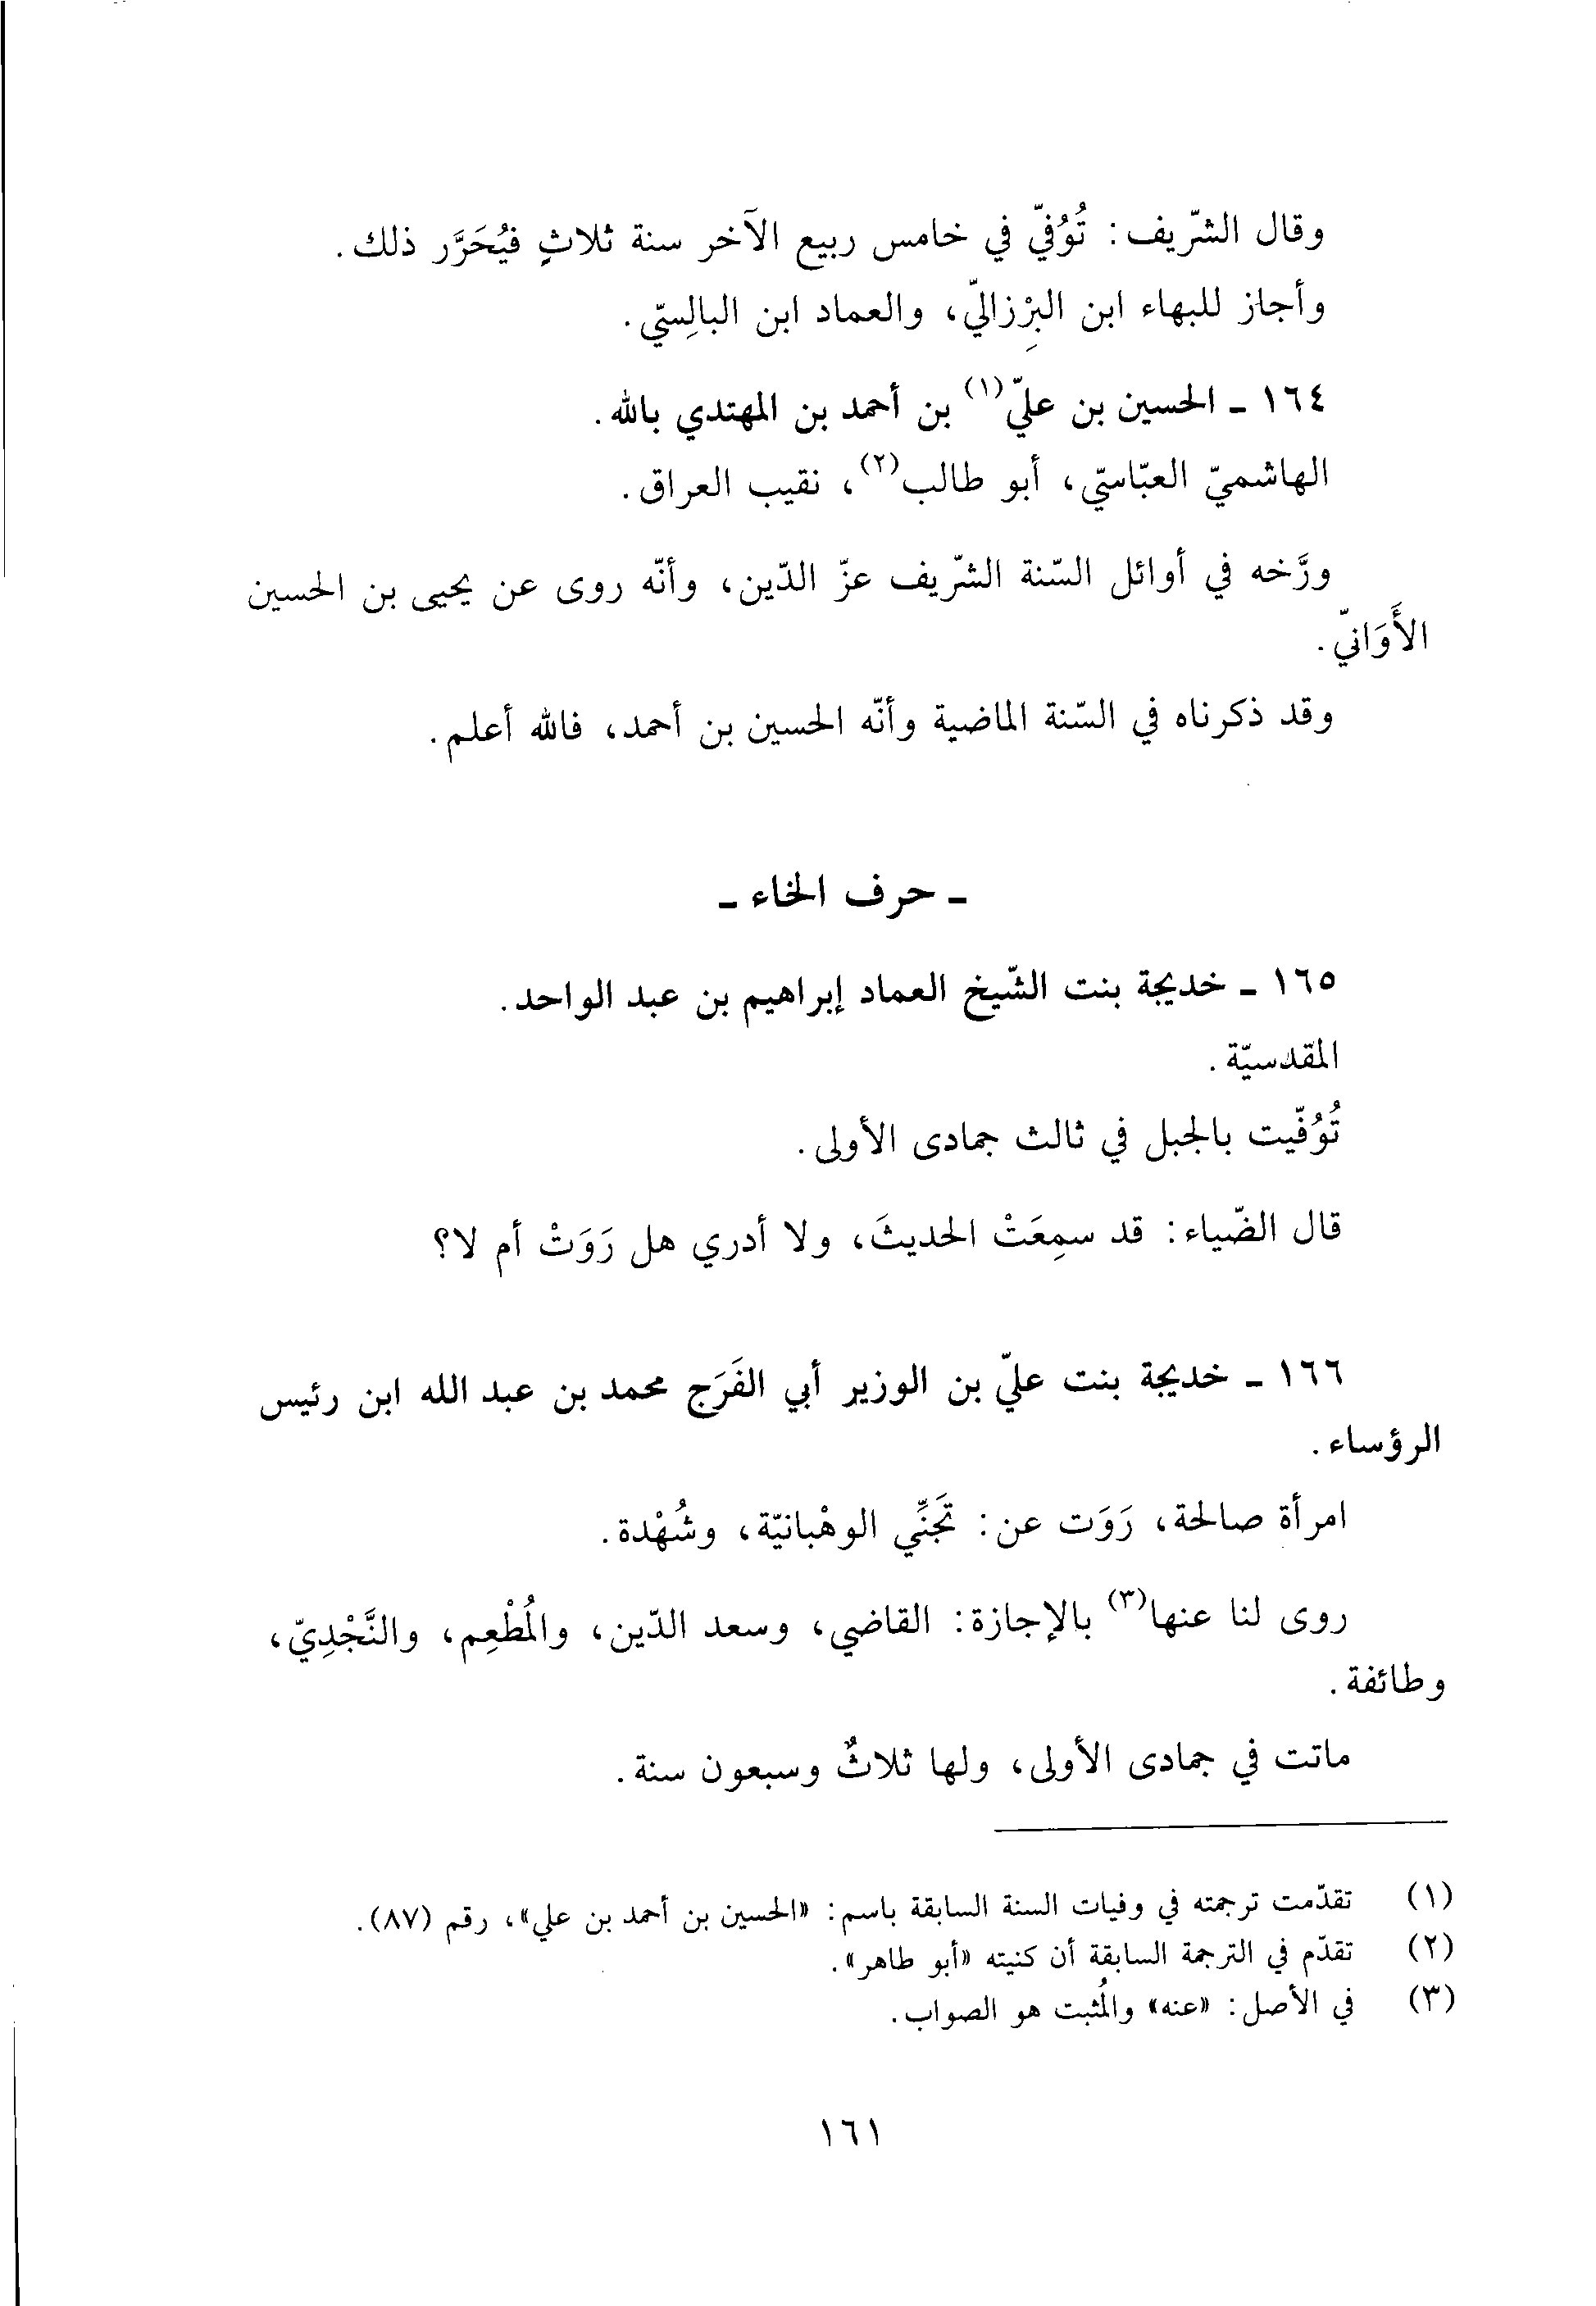 وقال الشّريف: تُوُفّي في خامس ربيع الآخر سنة ثلاثٍ فيُحَرَّر ذلك.
وأجاز للبهاء ابن البِرْزاليّ، والعماد ابن البالِسّي.
١٦٤ ـ الحسين بن عليّ(١) بن أحمد بن المهتدي بالله.
الهاشميّ العبّاسّي، أبو طالب(٢)، نقيب العراق.
ورَّخه في أوائل السّنة الشّريف عزّ الدّين، وأنّه روى عن يحيى بن الحسين
الأَوَانيّ.
وقد ذكرناه في السّنة الماضية وأنّه الحسين بن أحمد، فالله أعلم.
ـ حرف الخاء ـ
١٦٥ ـ خديجة بنت الشّيخ العماد إبراهيم بن عبد الواحد.
المقدسيّة.
تُوُفّيت بالجبل في ثالث جمادى الأولى.
قال الضّياء: قد سمِعَتْ الحديثَ، ولا أدري هل رَوَتْ أم لا؟
١٦٦ ـ خديجة بنت عليّ بن الوزير أبي الفَرَج محمد بن عبد الله ابن رئيس
الرؤساء.
امرأة صالحة، رَوَت عن: تَجَنِّي الوهْبانيّة، وشُهْدة.
روى لنا عنها(٣) بالإجازة: القاضي، وسعد الدّين، والمُطْعِم، والنَّجْدِيّ،
وطائفة.
ماتت في جمادى الأولى، ولها ثلاثٌ وسبعون سنة.
(١) تقدّمت ترجمته في وفيات السنة السابقة باسم: «الحسين بن أحمد بن علي»، رقم (٨٧).
(٢) تقدّم في الترجمة السابقة أن كنيته «أبو طاهر».
(٣) في الأصل: «عنه» والمُثبت هو الصواب.
١٦١